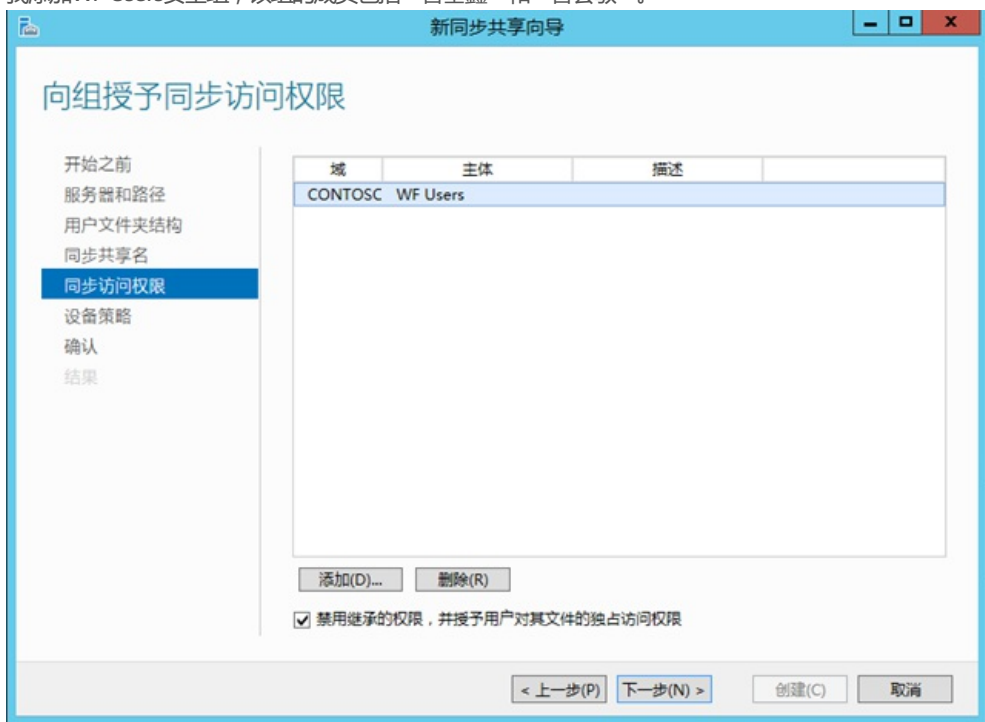 新同步共享向导
向组授予同步访问权限
开始之前
服务器和路径
用户文件夹结构
同步共享名
同步访问权限
设备策略
确认
结果
域 主体 描述
CONTOSC WF Users
添加(D)... 删除(R)
禁用继承的权限，并授予用户对其文件的独占访问权限
< 上一步(P) 下一步(N) > 创建(C) 取消